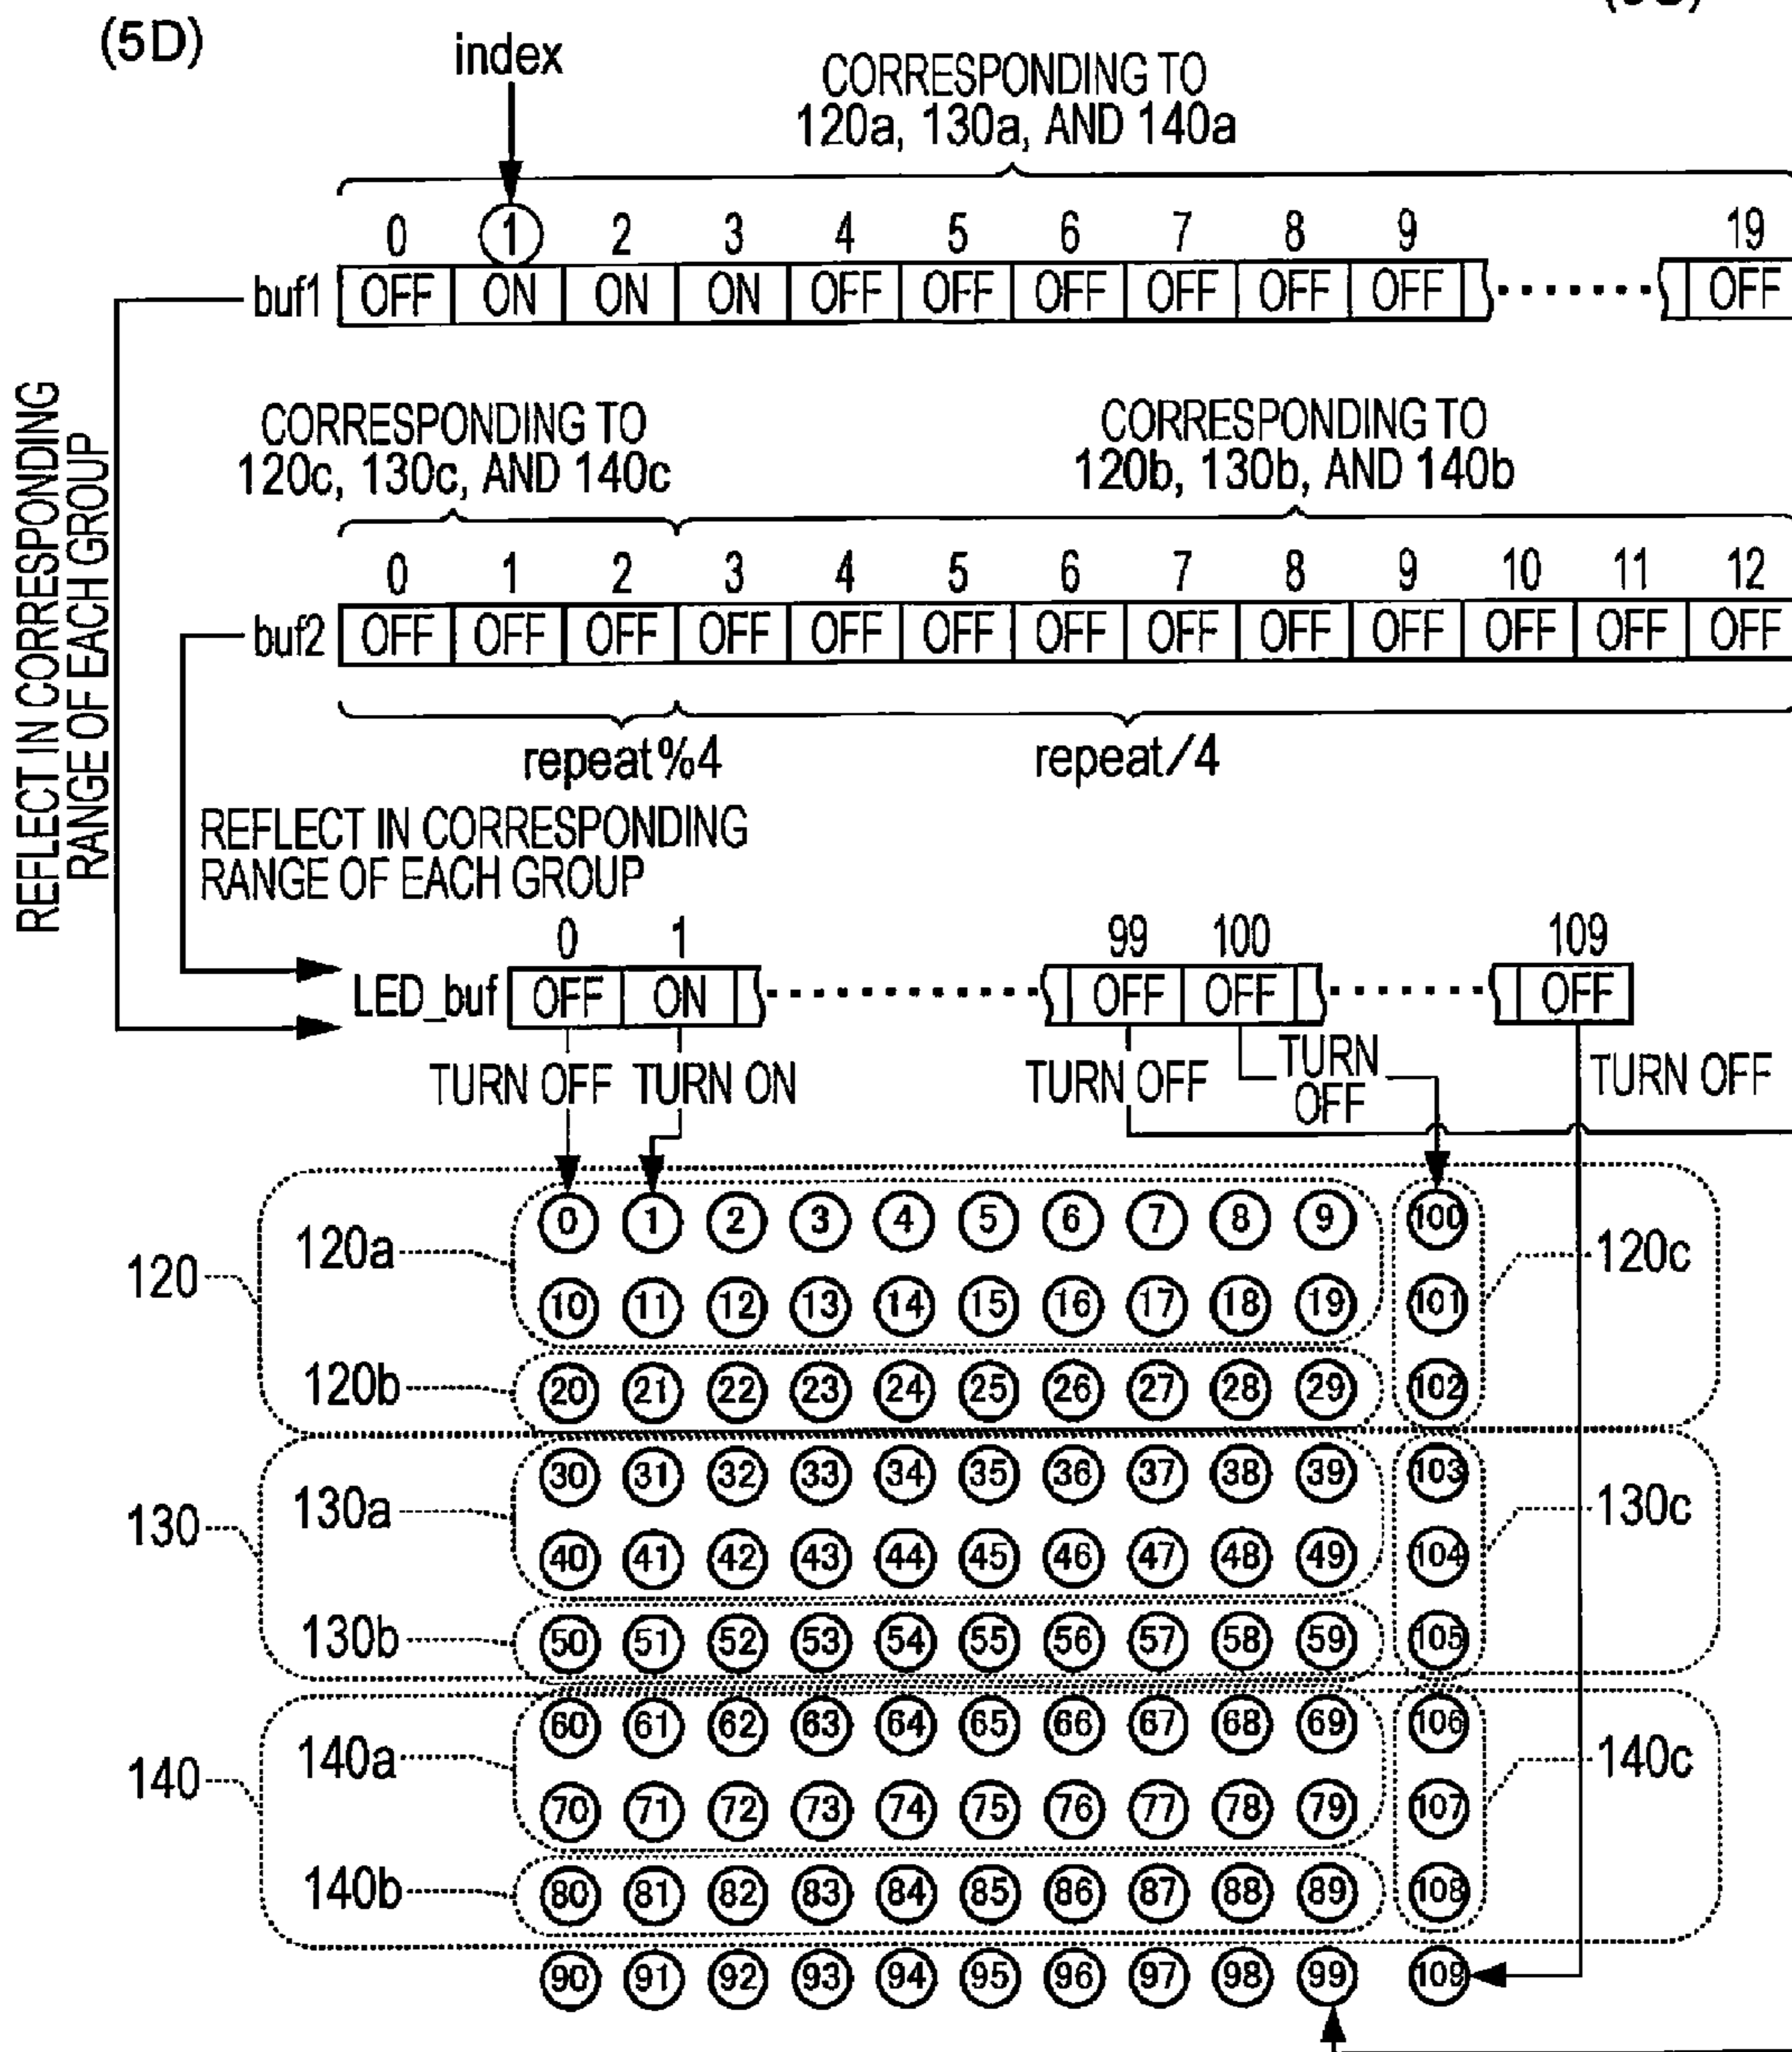 (5D)
index
CORRESPONDING TO
120a, 130a, AND 140a
0 1 2 3 4 5 6 7 8 9 19
buf1 OFF ON ON ON OFF OFF OFF OFF OFF OFF OFF
REFLECT IN CORRESPONDING
RANGE OF EACH GROUP
CORRESPONDING TO
120c, 130c, AND 140c
CORRESPONDING TO
120b, 130b, AND 140b
0 1 2 3 4 5 6 7 8 9 10 11 12
buf2 OFF OFF OFF OFF OFF OFF OFF OFF OFF OFF OFF OFF OFF
repeat%4 repeat/4
REFLECT IN CORRESPONDING
RANGE OF EACH GROUP
0 1 99 100 109
LED_buf OFF ON OFF OFF OFF
TURN OFF TURN ON TURN OFF TURN
OFF
TURN OFF
0 1 2 3 4 5 6 7 8 9 100
120 120a 120c
10 11 12 13 14 15 16 17 18 19 101
120b 20 21 22 23 24 25 26 27 28 29 102
30 31 32 33 34 35 36 37 38 39 103
130 130a 130c
40 41 42 43 44 45 46 47 48 49 104
130b 50 51 52 53 54 55 56 57 58 59 105
60 61 62 63 64 65 66 67 68 69 106
140 140a 140c
70 71 72 73 74 75 76 77 78 79 107
140b 80 81 82 83 84 85 86 87 88 89 108
90 91 92 93 94 95 96 97 98 99 109